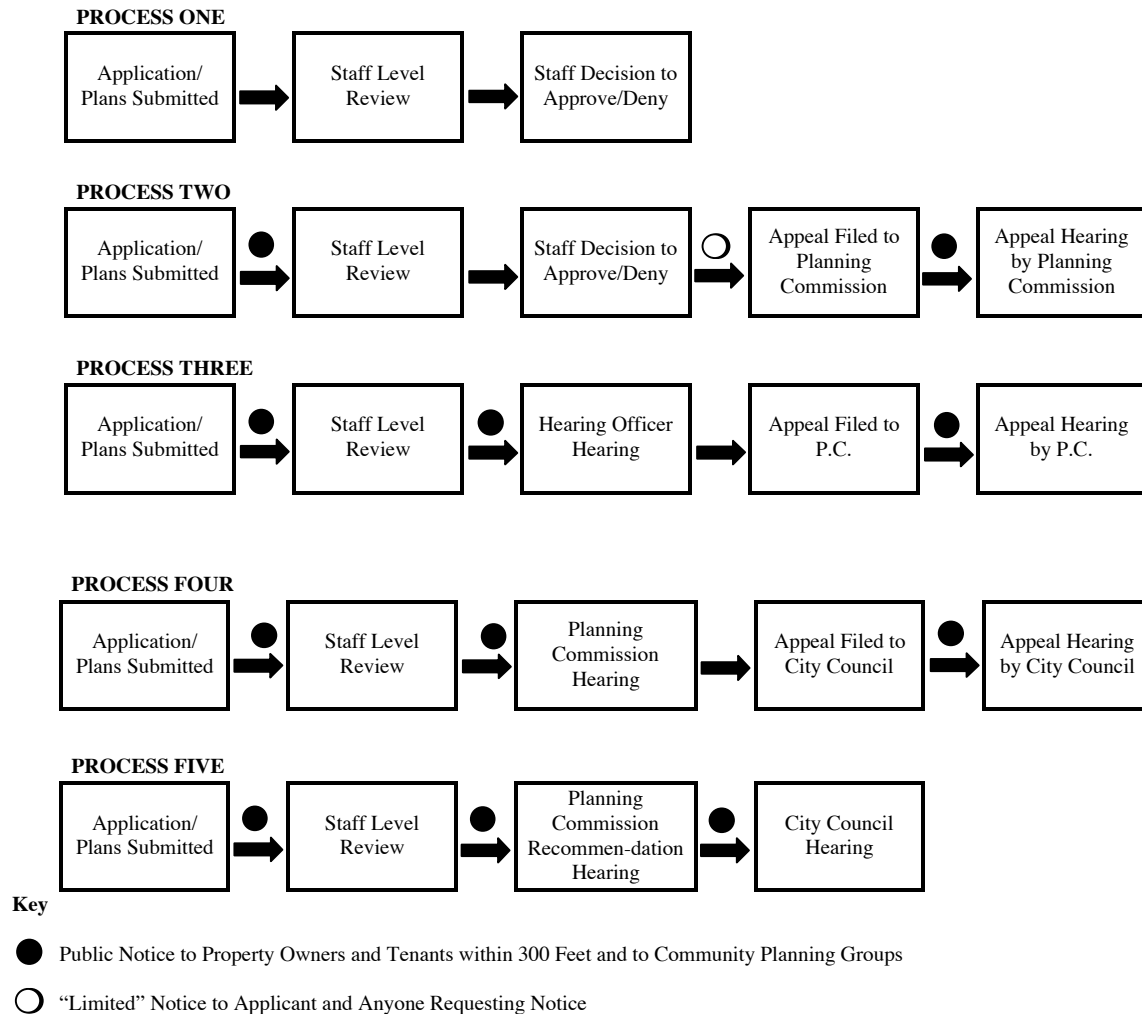 PROCESS ONE
Application/
Plans Submitted
Staff Level
Review
Staff Decision to
Approve/Deny
PROCESS TWO
Application/
Plans Submitted
Staff Level
Review
Staff Decision to
Approve/Deny
Appeal Filed to
Planning
Commission
Appeal Hearing
by Planning
Commission
PROCESS THREE
Application/
Plans Submitted
Staff Level
Review
Hearing Officer
Hearing
Appeal Filed to
P.C.
Appeal Hearing
by P.C.
PROCESS FOUR
Application/
Plans Submitted
Staff Level
Review
Planning
Commission
Hearing
Appeal Filed to
City Council
Appeal Hearing
by City Council
PROCESS FIVE
Application/
Plans Submitted
Staff Level
Review
Planning
Commission
Recommen-dation
Hearing
City Council
Hearing
Key
Public Notice to Property Owners and Tenants within 300 Feet and to Community Planning Groups
“Limited” Notice to Applicant and Anyone Requesting Notice